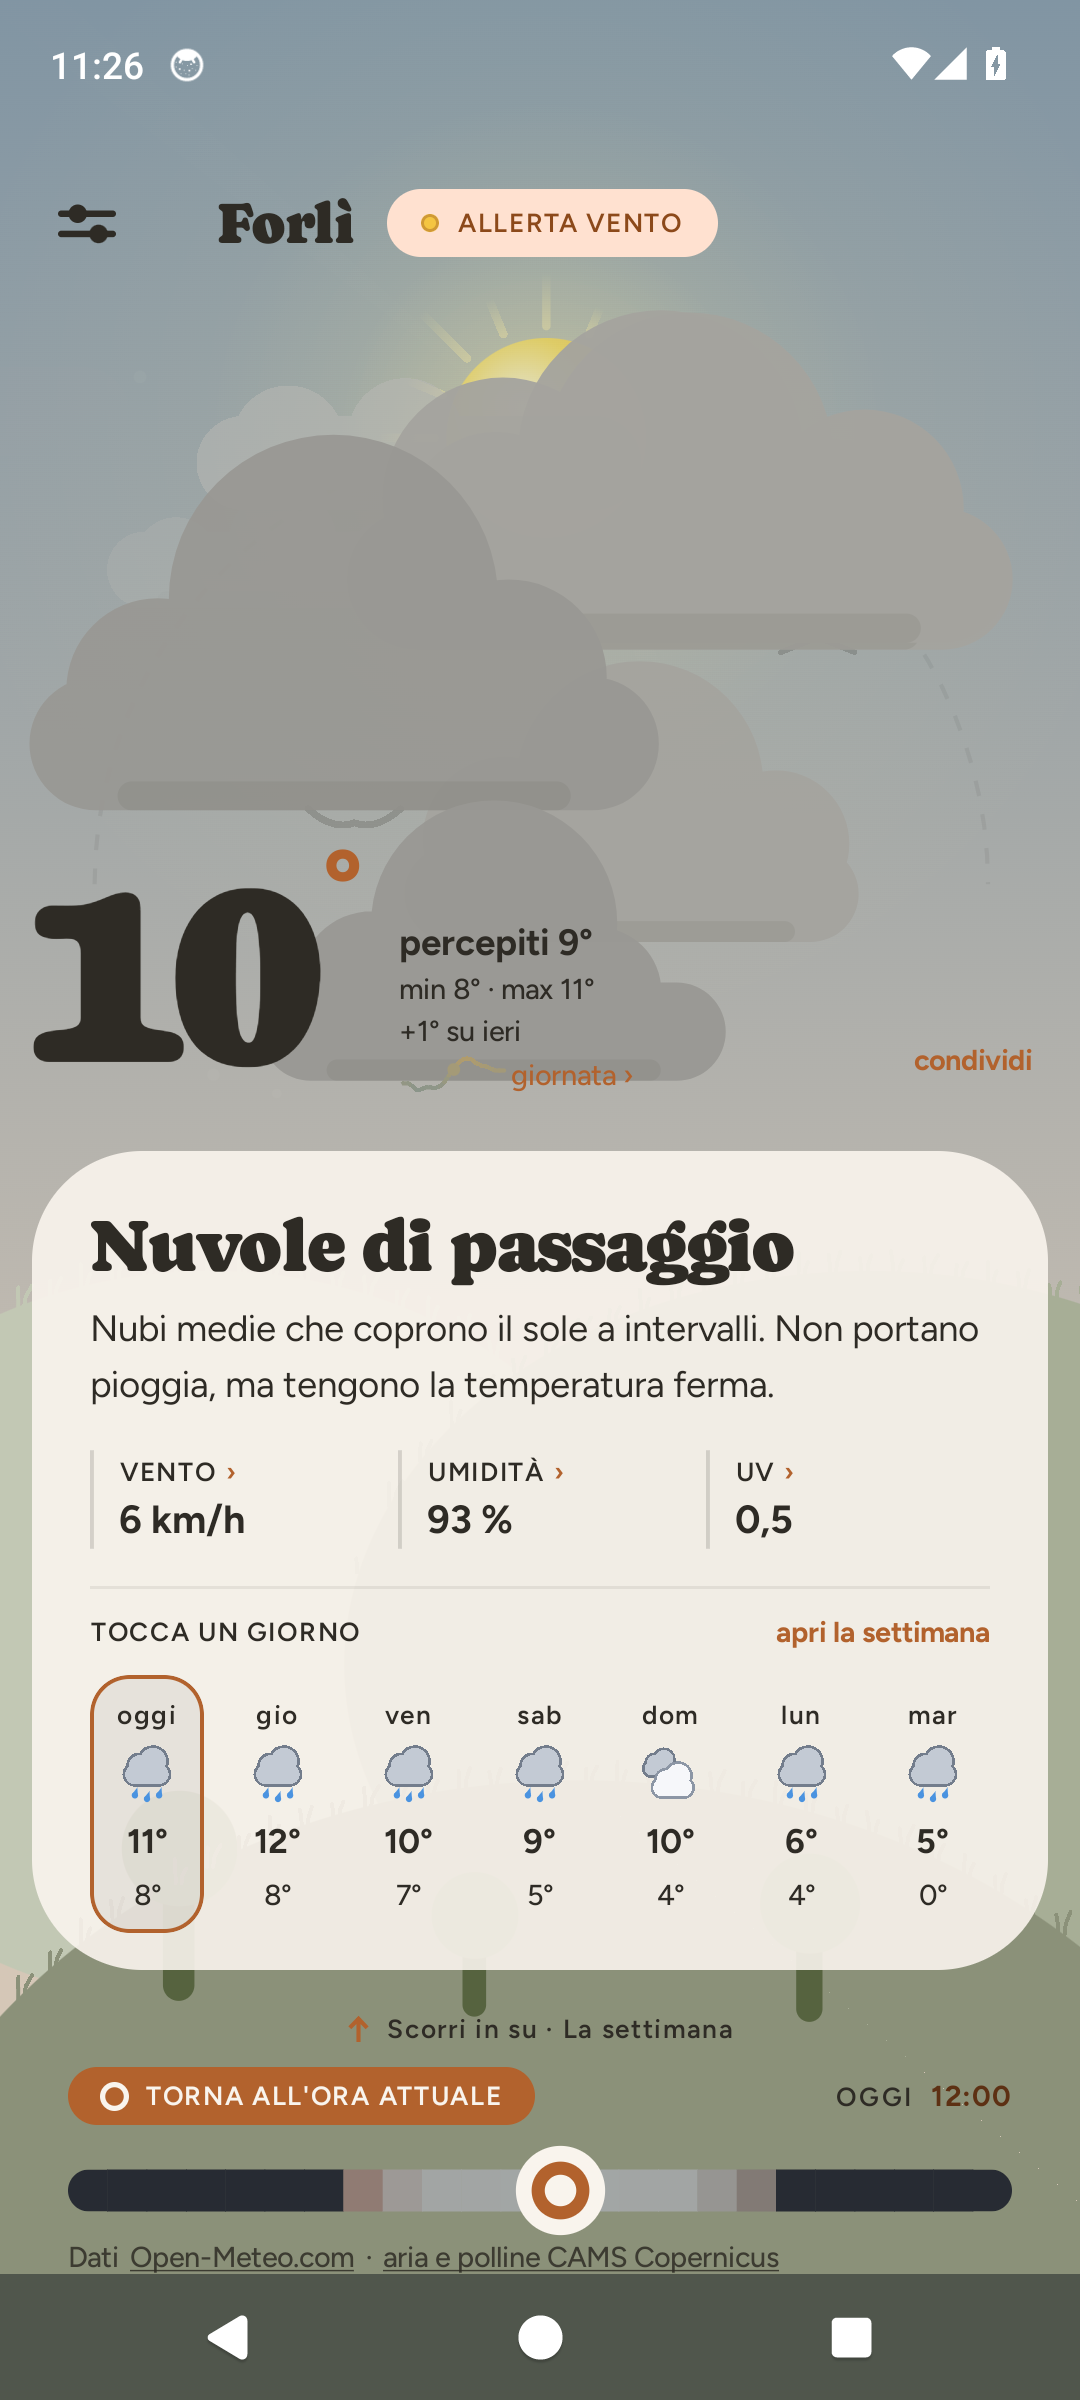 11:26
Forlì
ALLERTA VENTO
10°
percepiti 9°
min 8° · max 11°
+1° su ieri
giornata ›
condividi
Nuvole di passaggio
Nubi medie che coprono il sole a intervalli. Non portano
pioggia, ma tengono la temperatura ferma.
VENTO › UMIDITÀ › UV ›
6 km/h 93 % 0,5
TOCCA UN GIORNO apri la settimana
oggi gio ven sab dom lun mar
11° 12° 10° 9° 10° 6° 5°
8° 8° 7° 5° 4° 4° 0°
↑ Scorri in su · La settimana
TORNA ALL'ORA ATTUALE OGGI 12:00
Dati Open-Meteo.com · aria e polline CAMS Copernicus